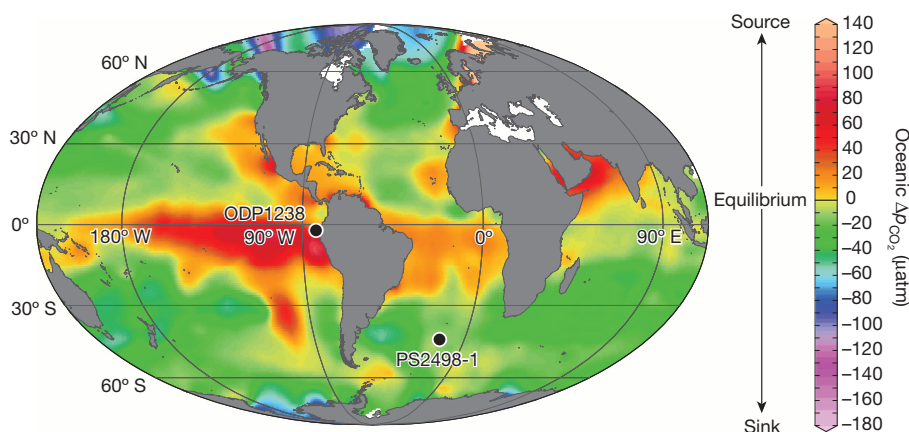 60° N
30° N
0°
30° S
60° S
180° W
90° W
0°
90° E
ODP1238
PS2498-1
Source
Equilibrium
Sink
140
120
100
80
60
40
20
0
−20
−40
−60
−80
−100
−120
−140
−160
−180
Oceanic ΔpCO2 (μatm)